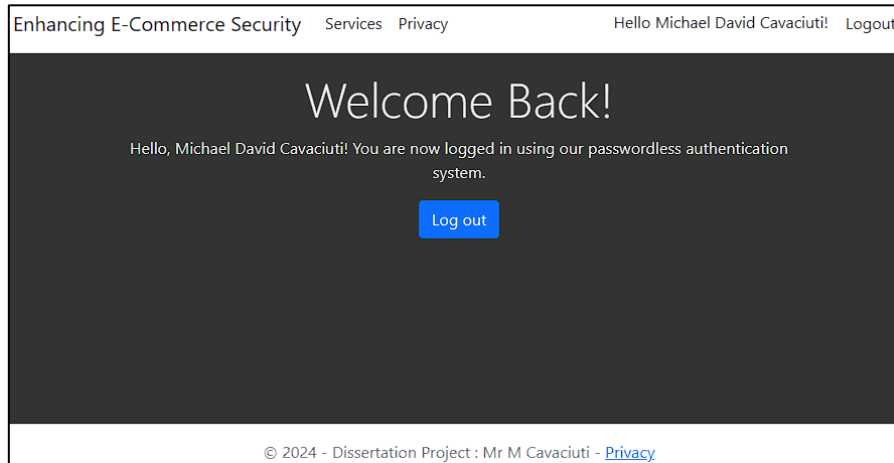 Enhancing E-Commerce Security Services Privacy Hello Michael David Cavaciuti! Logout
Welcome Back!
Hello, Michael David Cavaciuti! You are now logged in using our passwordless authentication
system.
Log out
© 2024 - Dissertation Project : Mr M Cavaciuti - Privacy